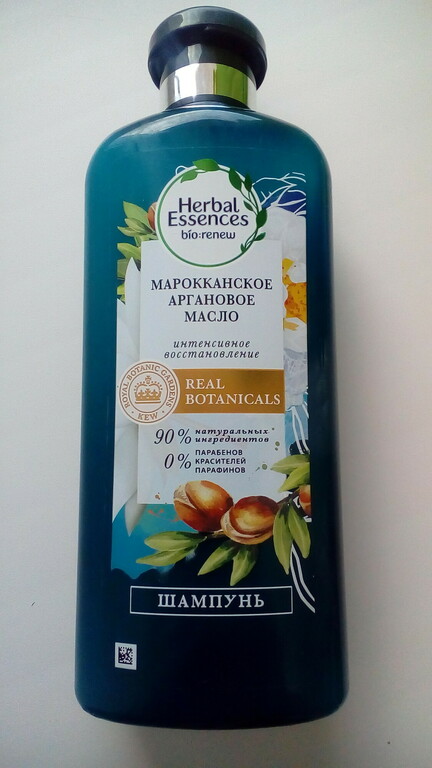 Herbal
Essences
bio:renew
МАРОККАНСКОЕ
АРГАНОВОЕ
МАСЛО
интенсивное
восстановление
ROYAL BOTANIC GARDENS
KEW
REAL
BOTANICALS
90% натуральных
ингредиентов
0% ПАРАБЕНОВ
КРАСИТЕЛЕЙ
ПАРАФИНОВ
ШАМПУНЬ